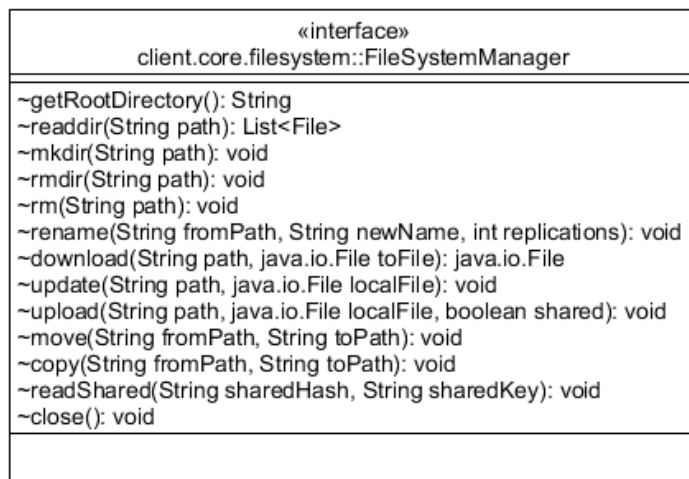 «interface»
client.core.filesystem::FileSystemManager
~getRootDirectory(): String
~readdir(String path): List<File>
~mkdir(String path): void
~rmdir(String path): void
~rm(String path): void
~rename(String fromPath, String newName, int replications): void
~download(String path, java.io.File toFile): java.io.File
~update(String path, java.io.File localFile): void
~upload(String path, java.io.File localFile, boolean shared): void
~move(String fromPath, String toPath): void
~copy(String fromPath, String toPath): void
~readShared(String sharedHash, String sharedKey): void
~close(): void